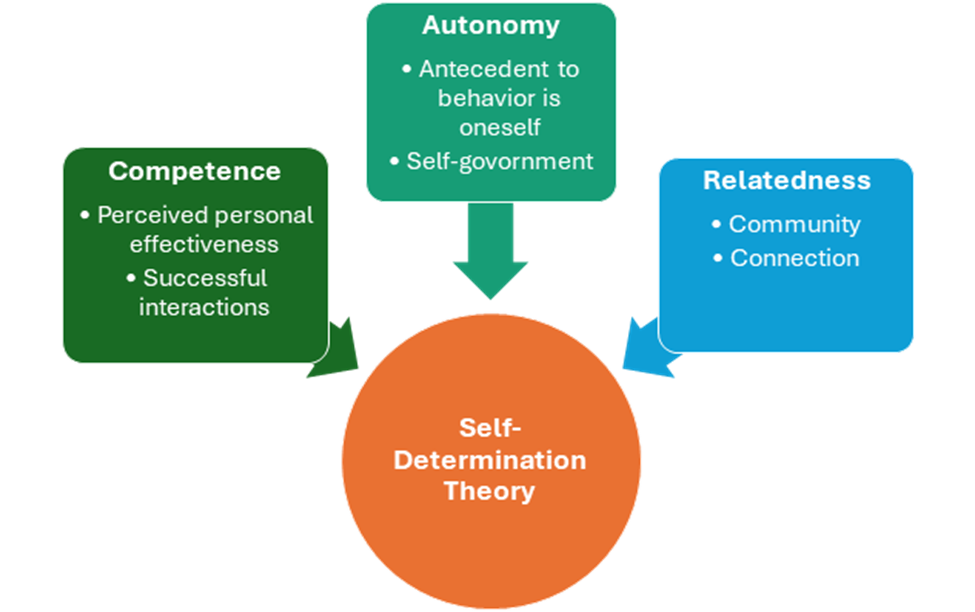 Autonomy
• Antecedent to
behavior is
oneself
• Self-govornment
Competence
• Perceived personal
effectiveness
• Successful
interactions
Relatedness
• Community
• Connection
Self-
Determination
Theory